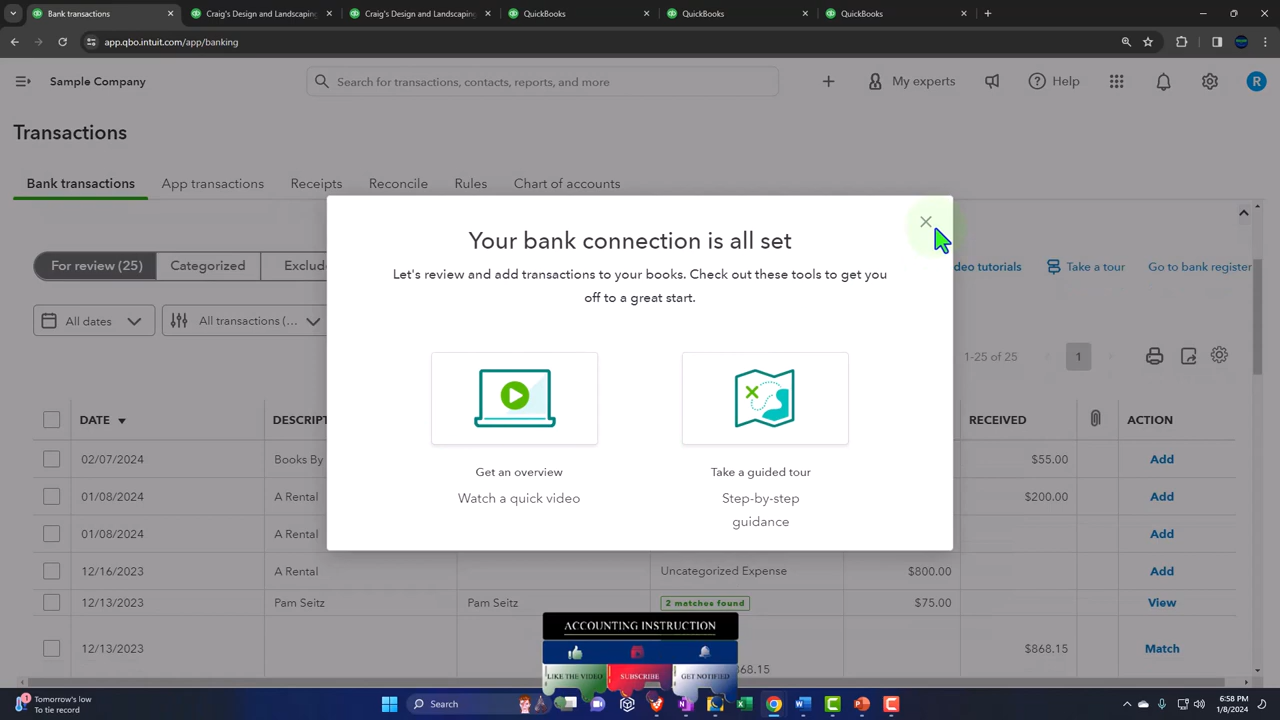 Bank transactions
Craig's Design and Landscaping
Craig's Design and Landscaping
QuickBooks
QuickBooks
QuickBooks
app.qbo.intuit.com/app/banking
Sample Company
Search for transactions, contacts, reports, and more
My experts
Help
Transactions
Bank transactions
App transactions
Receipts
Reconcile
Rules
Chart of accounts
Your bank connection is all set
Let's review and add transactions to your books. Check out these tools to get you
off to a great start.
For review (25)
Categorized
Exclud
deo tutorials
Take a tour
Go to bank register
All dates
All transactions (...
1-25 of 25
1
DATE
DESCRIPT
RECEIVED
ACTION
02/07/2024
Books By
$55.00
Add
Get an overview
Take a guided tour
01/08/2024
A Rental
Watch a quick video
Step-by-step
guidance
$200.00
Add
01/08/2024
A Rental
Add
12/16/2023
A Rental
Uncategorized Expense
$800.00
Add
12/13/2023
Pam Seitz
Pam Seitz
2 matches found
$75.00
View
12/13/2023
868.15
$868.15
Match
ACCOUNTING INSTRUCTION
LIKE THE VIDEO
SUBSCRIBE
GET NOTIFIED
1
Tomorrow's low
To tie record
Search
6:58 PM
1/8/2024